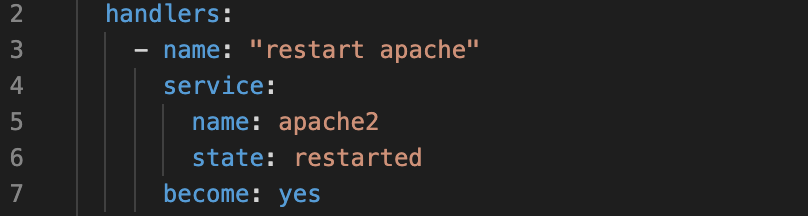 2 handlers:
3 - name: "restart apache"
4 service:
5 name: apache2
6 state: restarted
7 become: yes